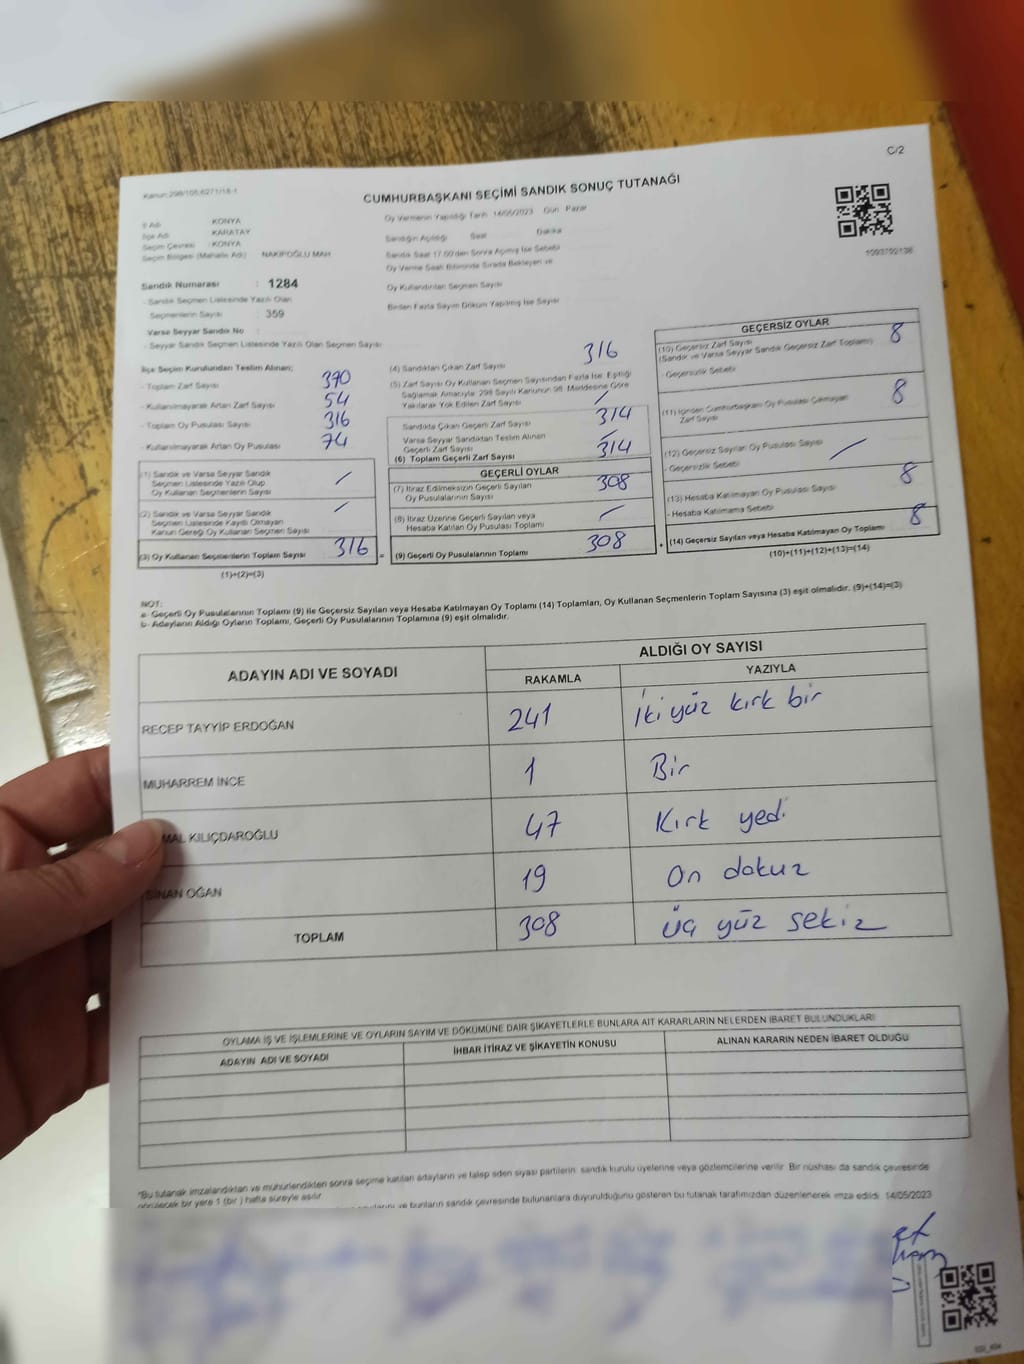 C/2
Kanun:298/105,6271/18-1
CUMHURBAŞKANI SEÇİMİ SANDIK SONUÇ TUTANAĞI
Oy Vermenin Yapıldığı Tarih 14/05/2023 Gün Pazar
İl Adı KONYA
İlçe Adı KARATAY
Seçim Çevresi : KONYA
Seçim Bölgesi (Mahalle Adı) NAKIPOĞLU MAH
Sandığın Açıldığı Saat Dakika
Sandık Saat 17:00'den Sonra Açılmış İse Sebebi
Oy Verme Saati Bitiminde Sırada Bekleyen ve
Oy Kullandırılan Seçmen Sayısı
Birden Fazla Sayım Döküm Yapılmış İse Sayısı
1093790138
Sandık Numarası : 1284
- Sandık Seçmen Listesinde Yazılı Olan
Seçmenlerin Sayısı : 359
Varsa Seyyar Sandık No :
- Seyyar Sandık Seçmen Listesinde Yazılı Olan Seçmen Sayısı
İlçe Seçim Kurulundan Teslim Alınan;
- Toplam Zarf Sayısı 390
- Kullanılmayarak Artan Zarf Sayısı 54
- Toplam Oy Pusulası Sayısı 316
- Kullanılmayarak Artan Oy Pusulası 74
(1) Sandık ve Varsa Seyyar Sandık
Seçmen Listesinde Yazılı Olup
Oy Kullanan Seçmenlerin Sayısı /
(2) Sandık ve Varsa Seyyar Sandık
Seçmen Listesinde Kayıtlı Olmayan
Kanun Gereği Oy Kullanan Seçmen Sayısı /
(3) Oy Kullanan Seçmenlerin Toplam Sayısı 316 =
(1)+(2)=(3)
(4) Sandıktan Çıkan Zarf Sayısı 316
(5) Zarf Sayısı Oy Kullanan Seçmen Sayısından Fazla İse, Eşitliği
Sağlamak Amacıyla 298 Sayılı Kanunun 98. Maddesine Göre
Yakılarak Yok Edilen Zarf Sayısı /
Sandıkta Çıkan Geçerli Zarf Sayısı 314
Varsa Seyyar Sandıktan Teslim Alınan
Geçerli Zarf Sayısı /
(6) Toplam Geçerli Zarf Sayısı 314
GEÇERLİ OYLAR
(7) İtiraz Edilmeksizin Geçerli Sayılan
Oy Pusulalarının Sayısı 308
(8) İtiraz Üzerine Geçerli Sayılan veya
Hesaba Katılan Oy Pusulası Toplamı /
(9) Geçerli Oy Pusulalarının Toplamı 308 +
GEÇERSİZ OYLAR
(10) Geçersiz Zarf Sayısı
(Sandık ve Varsa Seyyar Sandık Geçersiz Zarf Toplamı) 8
- Geçersizlik Sebebi
(11) İçinden Cumhurbaşkanı Oy Pusulası Çıkmayan
Zarf Sayısı 8
(12) Geçersiz Sayılan Oy Pusulası Sayısı /
- Geçersizlik Sebebi
(13) Hesaba Katılmayan Oy Pusulası Sayısı 8
- Hesaba Katılmama Sebebi
(14) Geçersiz Sayılan veya Hesaba Katılmayan Oy Toplamı 8
(10)+(11)+(12)+(13)=(14)
NOT:
a- Geçerli Oy Pusulalarının Toplamı (9) ile Geçersiz Sayılan veya Hesaba Katılmayan Oy Toplamı (14) Toplamları, Oy Kullanan Seçmenlerin Toplam Sayısına (3) eşit olmalıdır. (9)+(14)=(3)
b- Adayların Aldığı Oyların Toplamı, Geçerli Oy Pusulalarının Toplamına (9) eşit olmalıdır.
ADAYIN ADI VE SOYADI ALDIĞI OY SAYISI
RAKAMLA YAZIYLA
RECEP TAYYİP ERDOĞAN 241 İki yüz kırk bir
MUHARREM İNCE 1 Bir
MAL KILIÇDAROĞLU 47 Kırk yedi
SİNAN OĞAN 19 On dokuz
TOPLAM 308 üç yüz sekiz
OYLAMA İŞ VE İŞLEMLERİNE VE OYLARIN SAYIM VE DÖKÜMÜNE DAİR ŞİKAYETLERLE BUNLARA AİT KARARLARIN NELERDEN İBARET BULUNDUKLARI
ADAYIN ADI VE SOYADI İHBAR İTİRAZ VE ŞİKAYETİN KONUSU ALINAN KARARIN NEDEN İBARET OLDUĞU
*Bu tutanak imzalandıktan ve mühürlendikten sonra seçime katılan adayların ve talep eden siyasi partilerin sandık kurulu üyelerine veya gözlemcilerine verilir. Bir nüshası da sandık çevresinde
görülecek bir yere 1 (bir) hafta süreyle asılır
ve bunların sandık çevresinde bulunanlara duyurulduğunu gösteren bu tutanak tarafımızdan düzenlenerek imza edildi. 14/05/2023